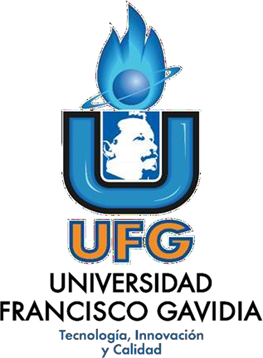 UFG
UNIVERSIDAD
FRANCISCO GAVIDIA
Tecnología, Innovación
y Calidad